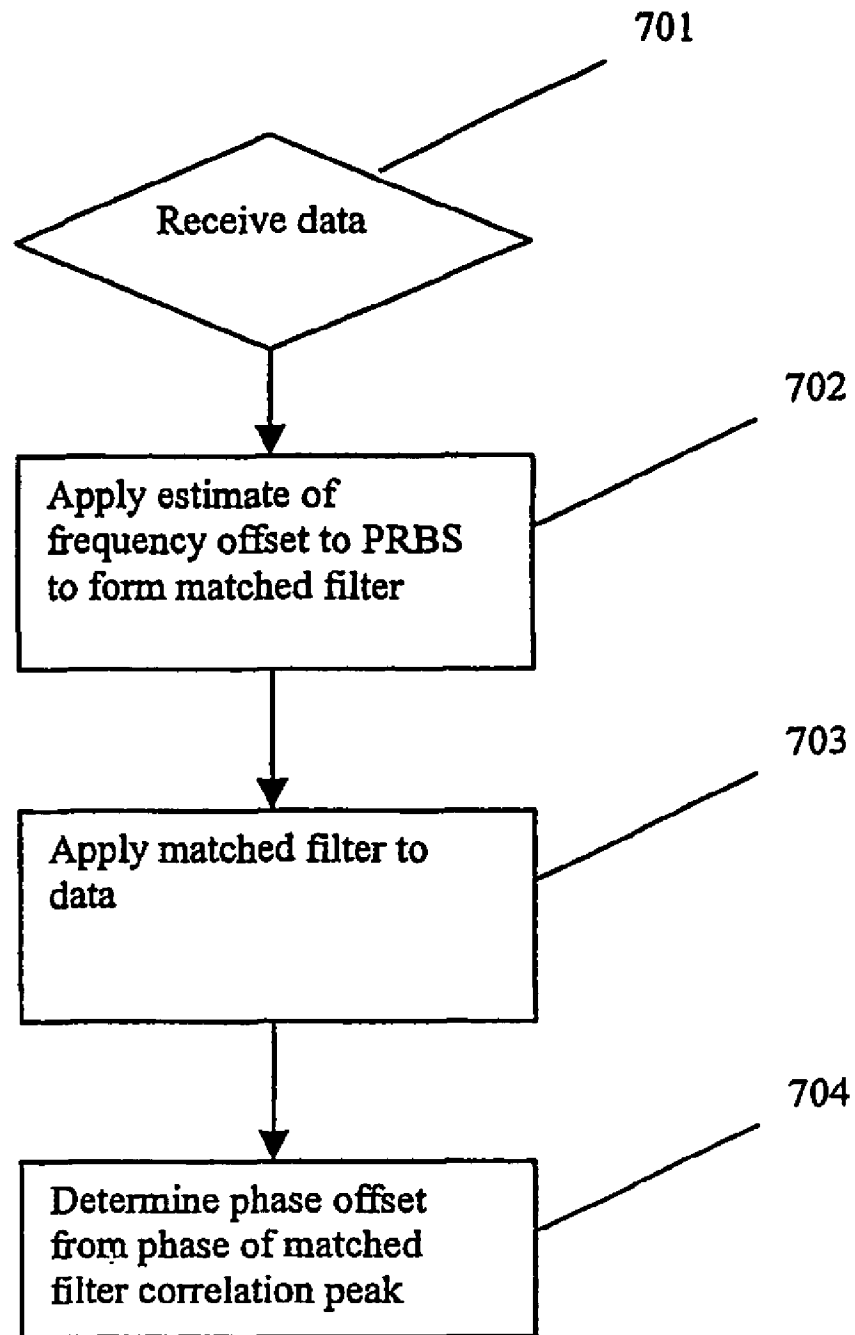 701
Receive data
702
Apply estimate of
frequency offset to PRBS
to form matched filter
703
Apply matched filter to
data
704
Determine phase offset
from phase of matched
filter correlation peak